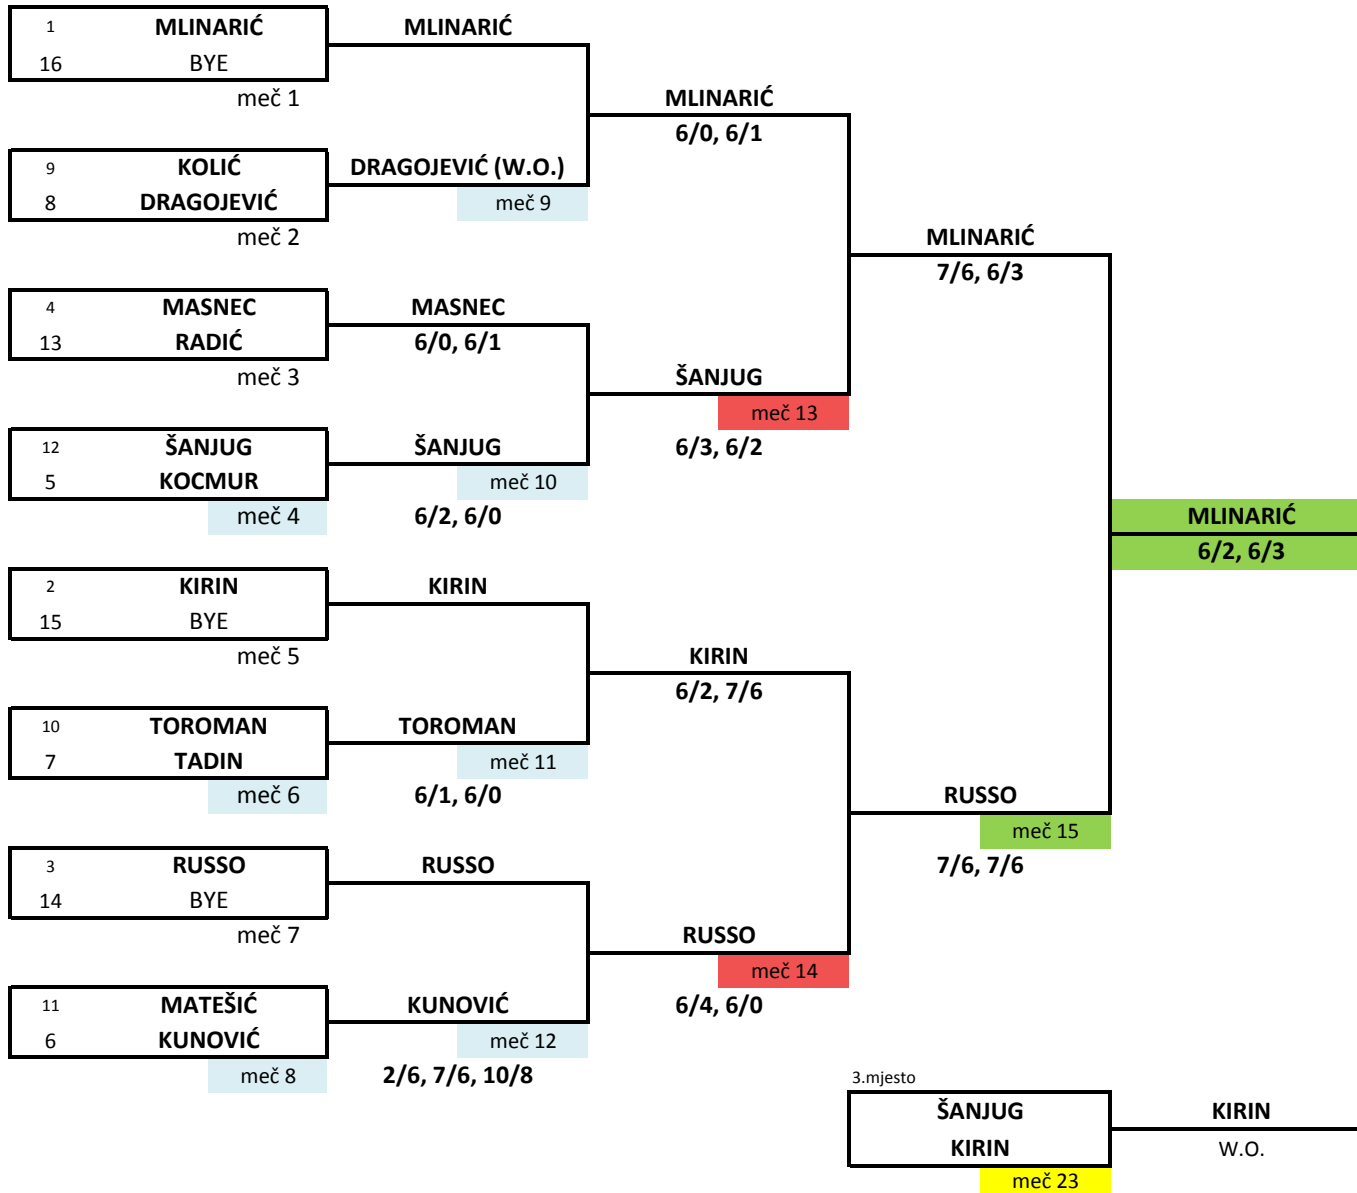 1 MLINARIĆ MLINARIĆ
16 BYE
meč 1 MLINARIĆ
6/0, 6/1
9 KOLIĆ DRAGOJEVIĆ (W.O.)
8 DRAGOJEVIĆ meč 9
meč 2 MLINARIĆ
7/6, 6/3
4 MASNEC MASNEC
13 RADIĆ 6/0, 6/1
meč 3 ŠANJUG
meč 13
12 ŠANJUG ŠANJUG 6/3, 6/2
5 KOCMUR meč 10
meč 4 6/2, 6/0 MLINARIĆ
6/2, 6/3
2 KIRIN KIRIN
15 BYE
meč 5 KIRIN
6/2, 7/6
10 TOROMAN TOROMAN
7 TADIN meč 11
meč 6 6/1, 6/0 RUSSO
meč 15
3 RUSSO RUSSO 7/6, 7/6
14 BYE
meč 7 RUSSO
meč 14
11 MATEŠIĆ KUNOVIĆ 6/4, 6/0
6 KUNOVIĆ meč 12
meč 8 2/6, 7/6, 10/8 3.mjesto
ŠANJUG KIRIN
KIRIN W.O.
meč 23